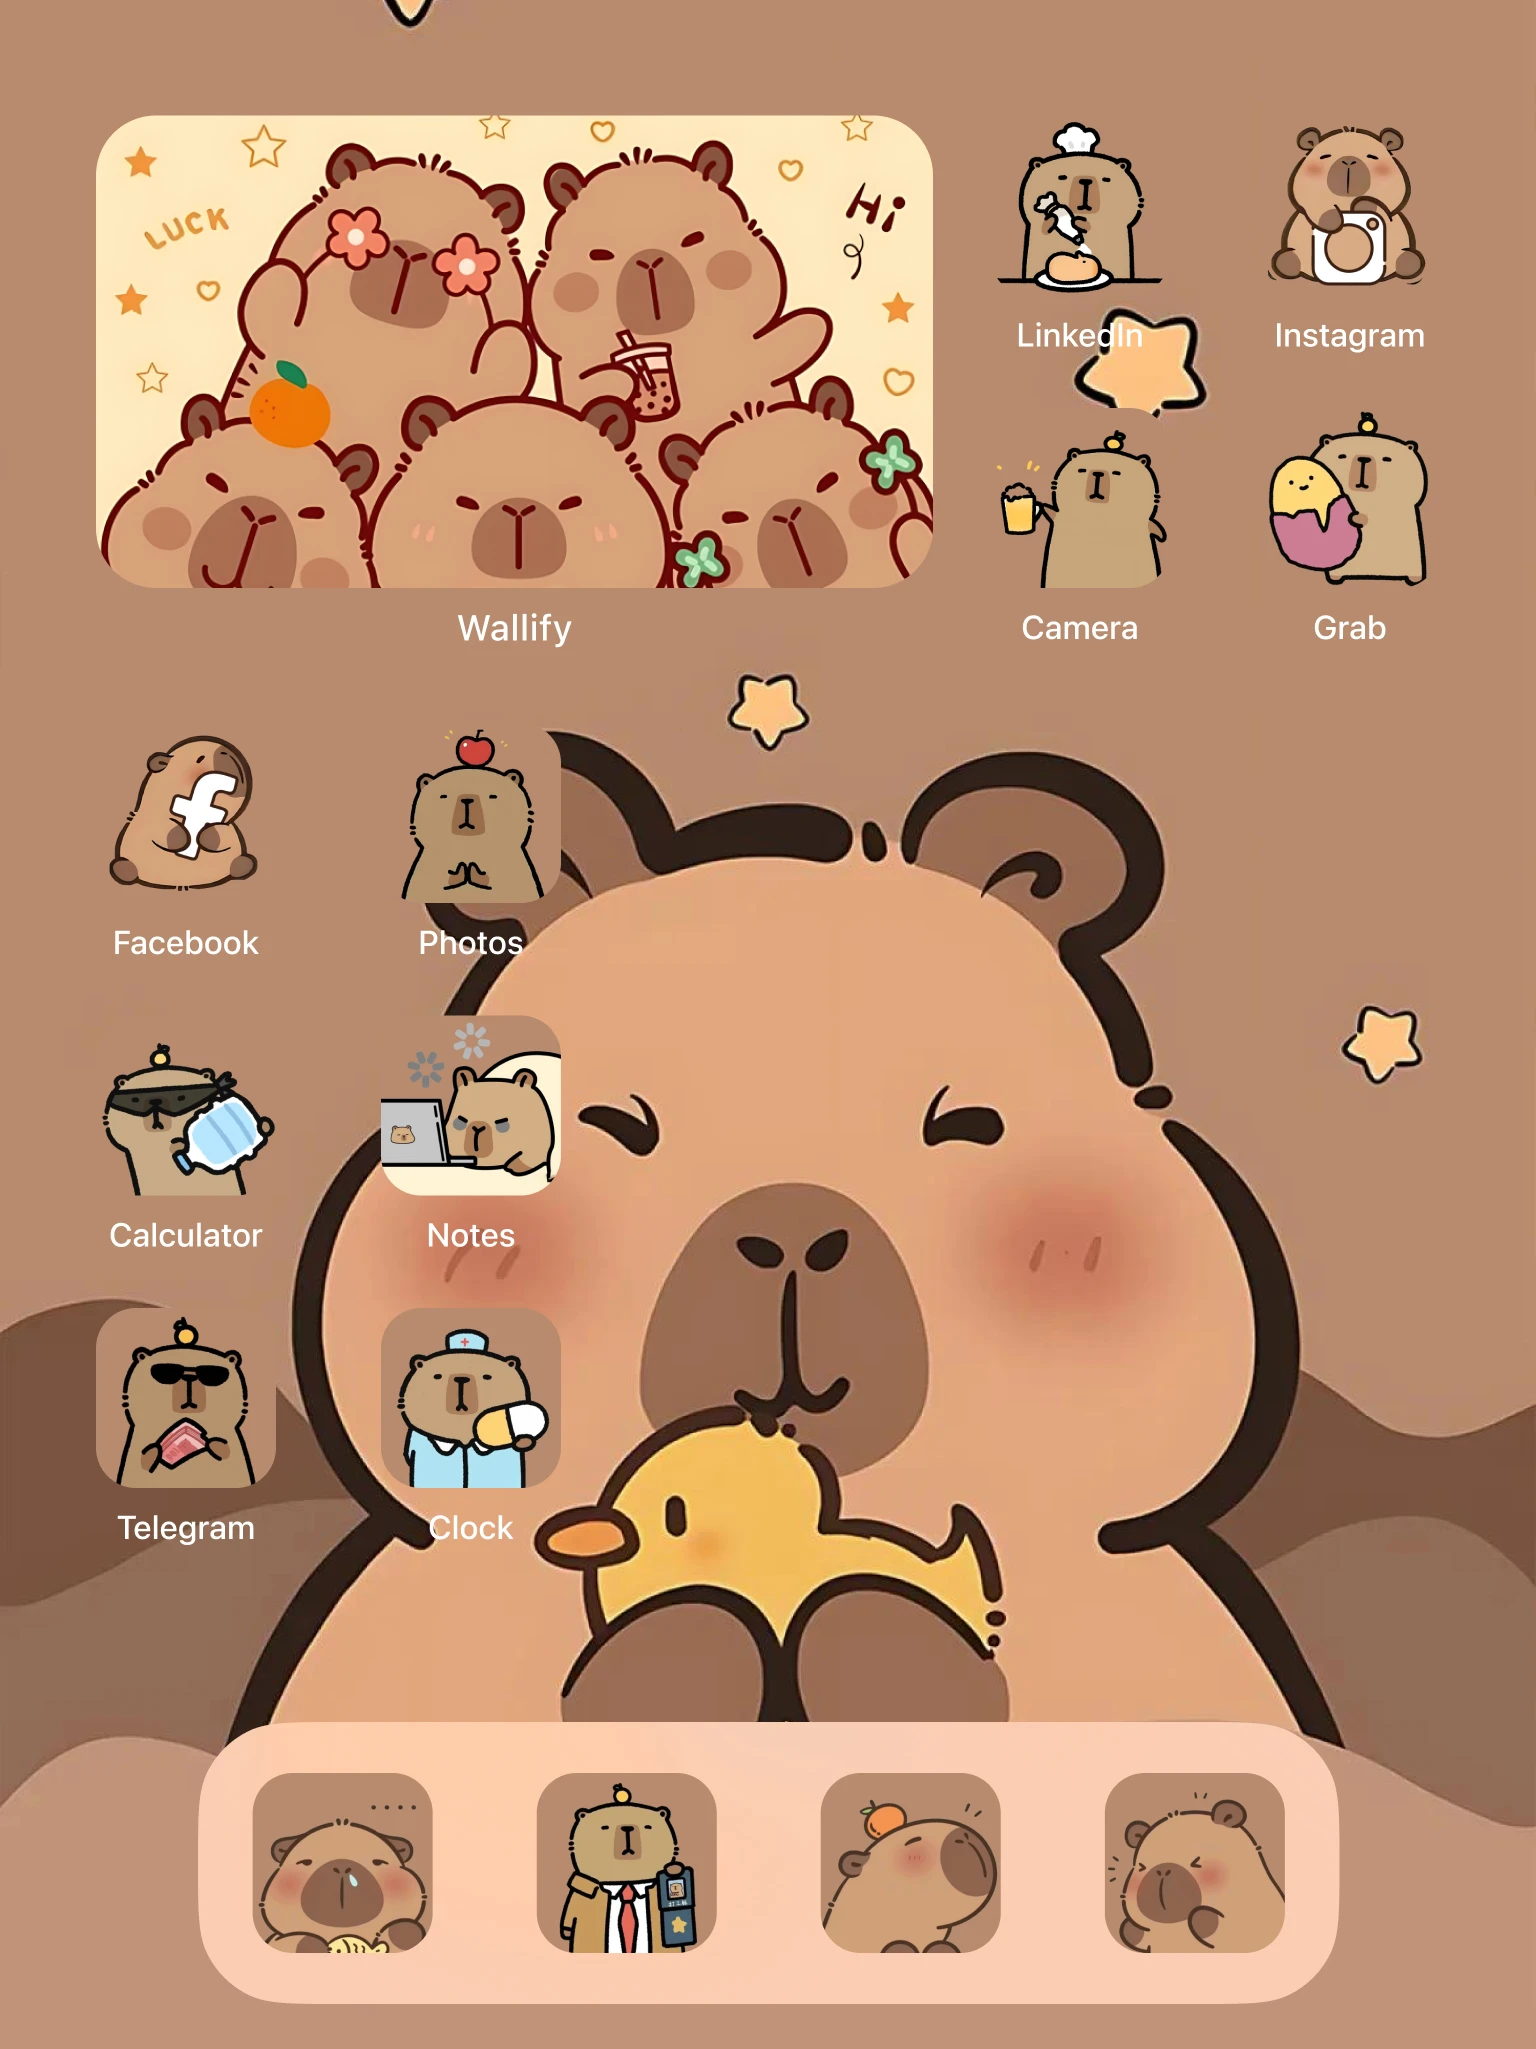 LUCK
Hi
Wallify
LinkedIn
Instagram
Camera
Grab
Facebook
Photos
Calculator
Notes
Telegram
Clock